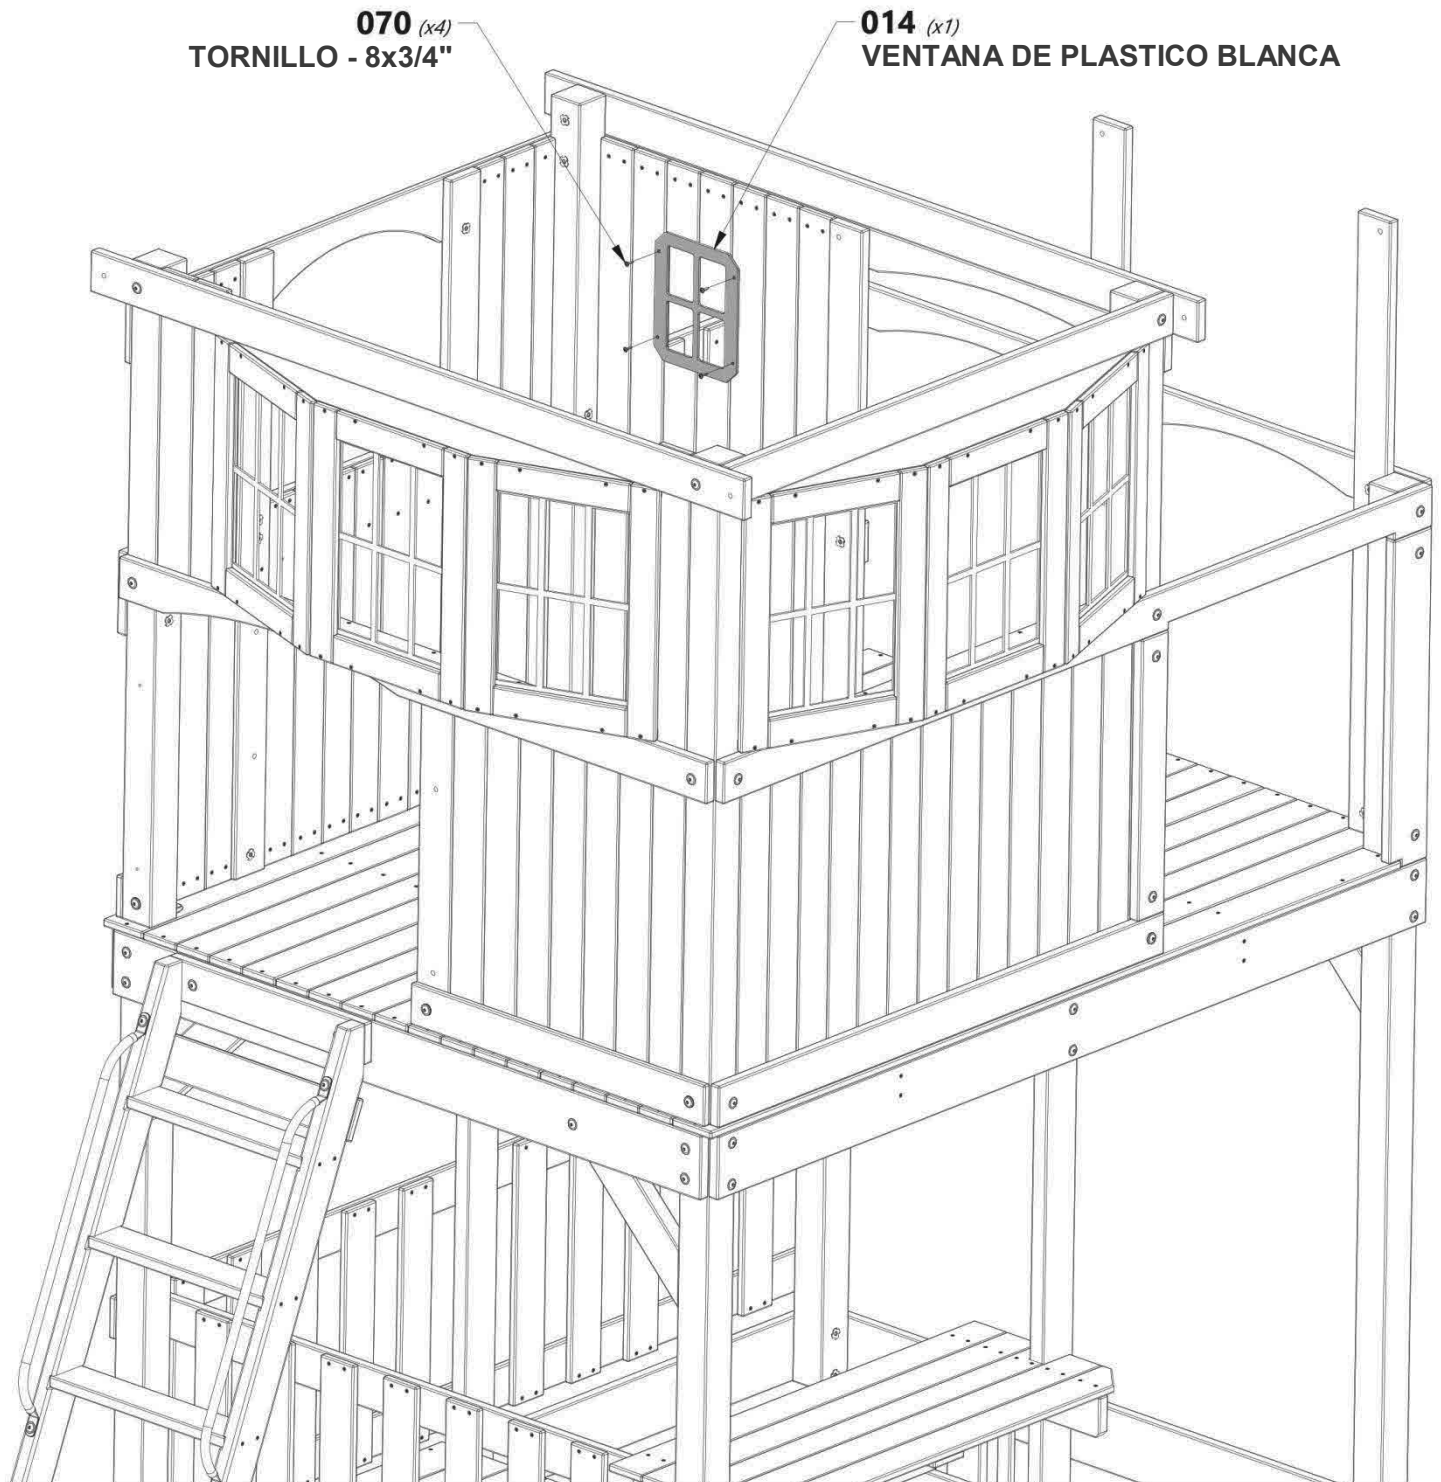 070 (x4)
TORNILLO - 8x3/4"
014 (x1)
VENTANA DE PLASTICO BLANCA